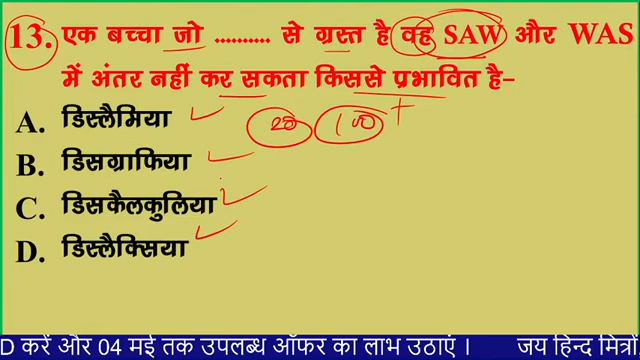 13. एक बच्चा जो .......... से ग्रस्त है वह SAW और WAS
में अंतर नहीं कर सकता किससे प्रभावित है-
A. डिस्लैमिया
B. डिसग्राफिया
C. डिसकैलकुलिया
D. डिस्लैक्सिया
D करें और 04 मई तक उपलब्ध ऑफर का लाभ उठाएं । जय हिन्द मित्रों